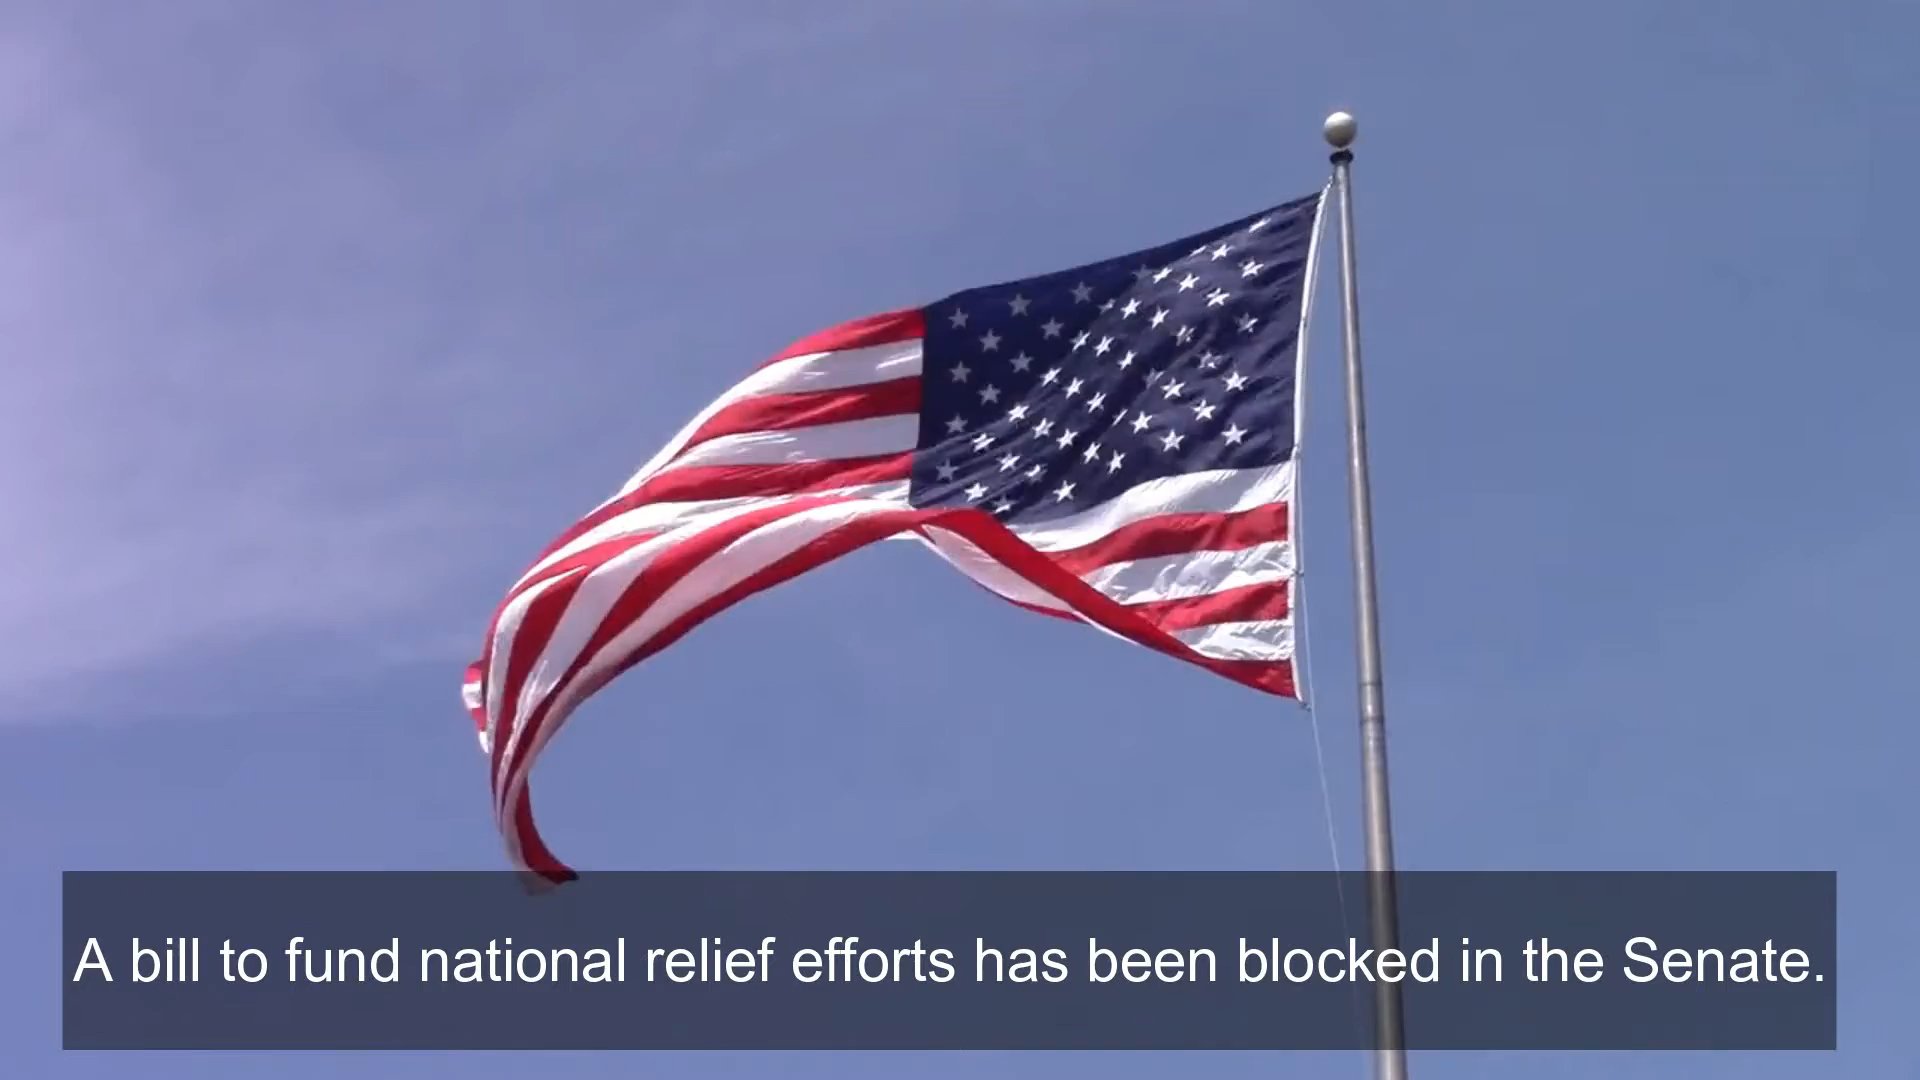 A bill to fund national relief efforts has been blocked in the Senate.